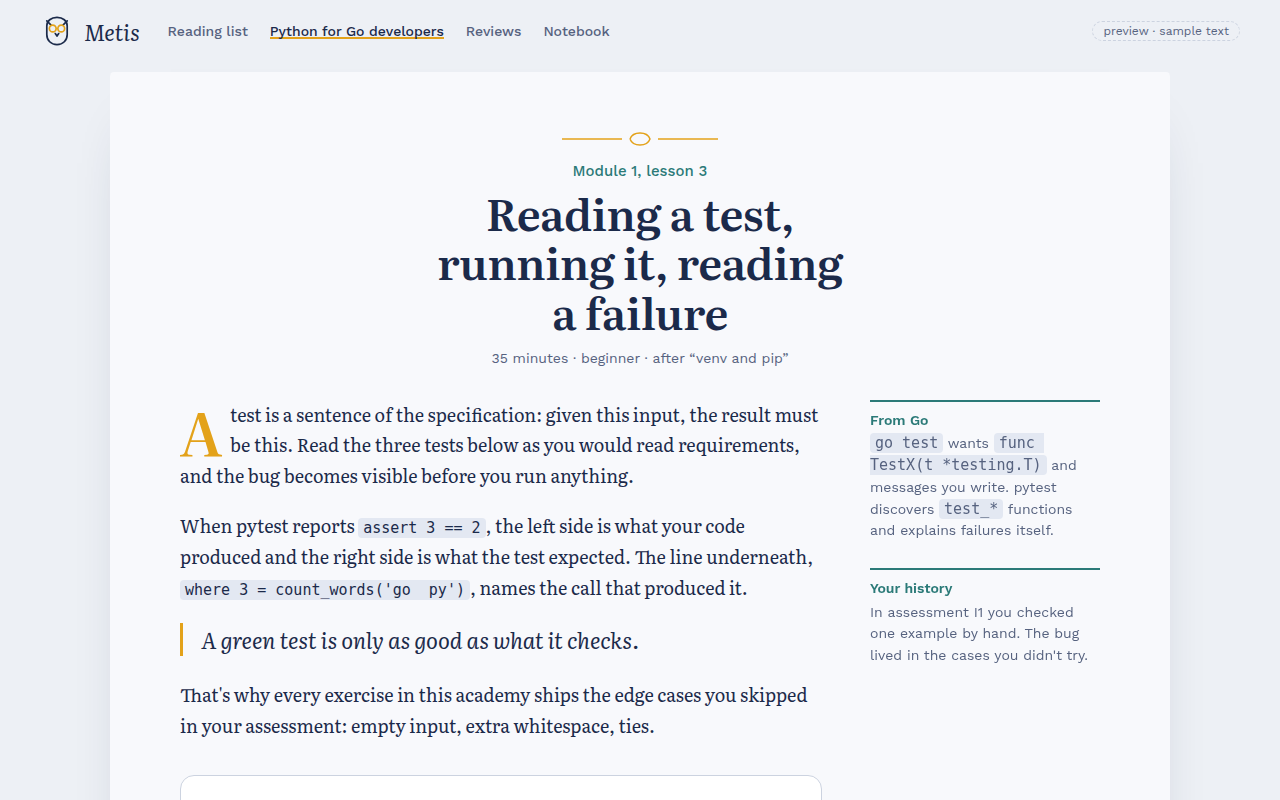 Metis
Reading list
Python for Go developers
Reviews
Notebook
preview · sample text
Module 1, lesson 3
Reading a test,
running it, reading
a failure
35 minutes · beginner · after “venv and pip”
A test is a sentence of the specification: given this input, the result must
be this. Read the three tests below as you would read requirements,
and the bug becomes visible before you run anything.
When pytest reports assert 3 == 2, the left side is what your code
produced and the right side is what the test expected. The line underneath,
where 3 = count_words('go  py'), names the call that produced it.
A green test is only as good as what it checks.
That's why every exercise in this academy ships the edge cases you skipped
in your assessment: empty input, extra whitespace, ties.
From Go
go test wants func
TestX(t *testing.T) and
messages you write. pytest
discovers test_* functions
and explains failures itself.
Your history
In assessment I1 you checked
one example by hand. The bug
lived in the cases you didn't try.